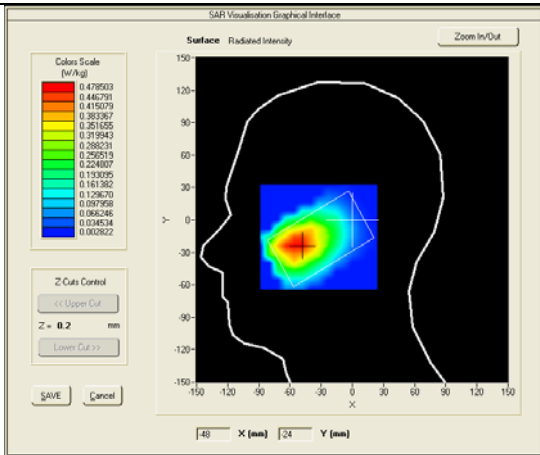 SAR Visualisation Graphical Interface
Surface Radiated Intensity
Zoom In/Out
Colors Scale
(W/kg)
0.478503
0.446791
0.415079
0.383367
0.351655
0.319943
0.288231
0.256519
0.224807
0.193095
0.161382
0.129670
0.097958
0.066246
0.034534
0.002822
Z Cuts Control
<< Upper Cut
Z = 0.2 mm
Lower Cut >>
SAVE Cancel
Y
150
120
90
60
30
0
-30
-60
-90
-120
-150
-150 -120 -90 -60 -30 0 30 60 90 120 150
X
-48 X (mm) -24 Y (mm)